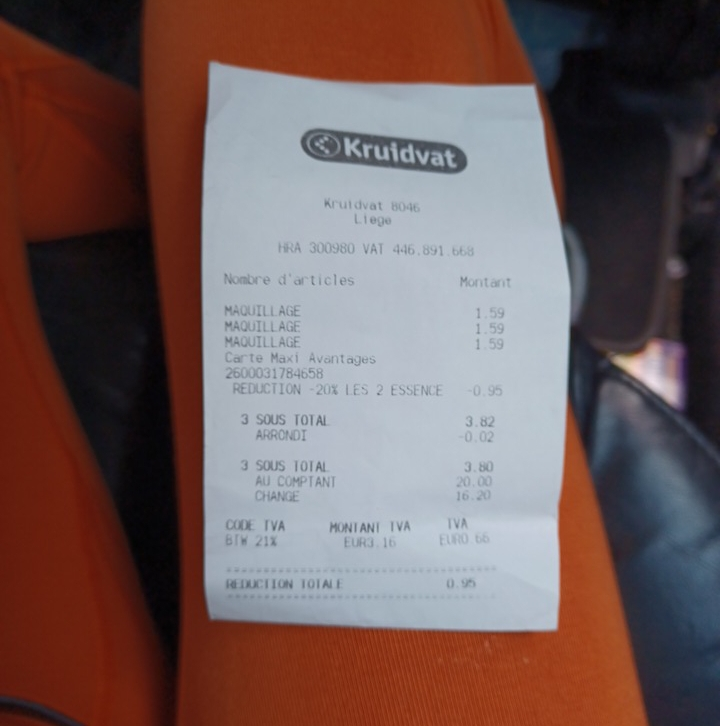 Kruidvat
Kruidvat 8046
Liege
HRA 300980 VAT 446.891.668
Nombre d'articles Montant
MAQUILLAGE 1.59
MAQUILLAGE 1.59
MAQUILLAGE 1.59
Carte Maxi Avantages
2600031784658
REDUCTION -20% LES 2 ESSENCE -0.95
3 SOUS TOTAL 3.82
ARRONDI -0.02
3 SOUS TOTAL 3.80
AU COMPTANT 20.00
CHANGE 16.20
CODE TVA MONTANT TVA TVA
BTW 21% EUR3.16 EUR0.66
REDUCTION TOTALE 0.95